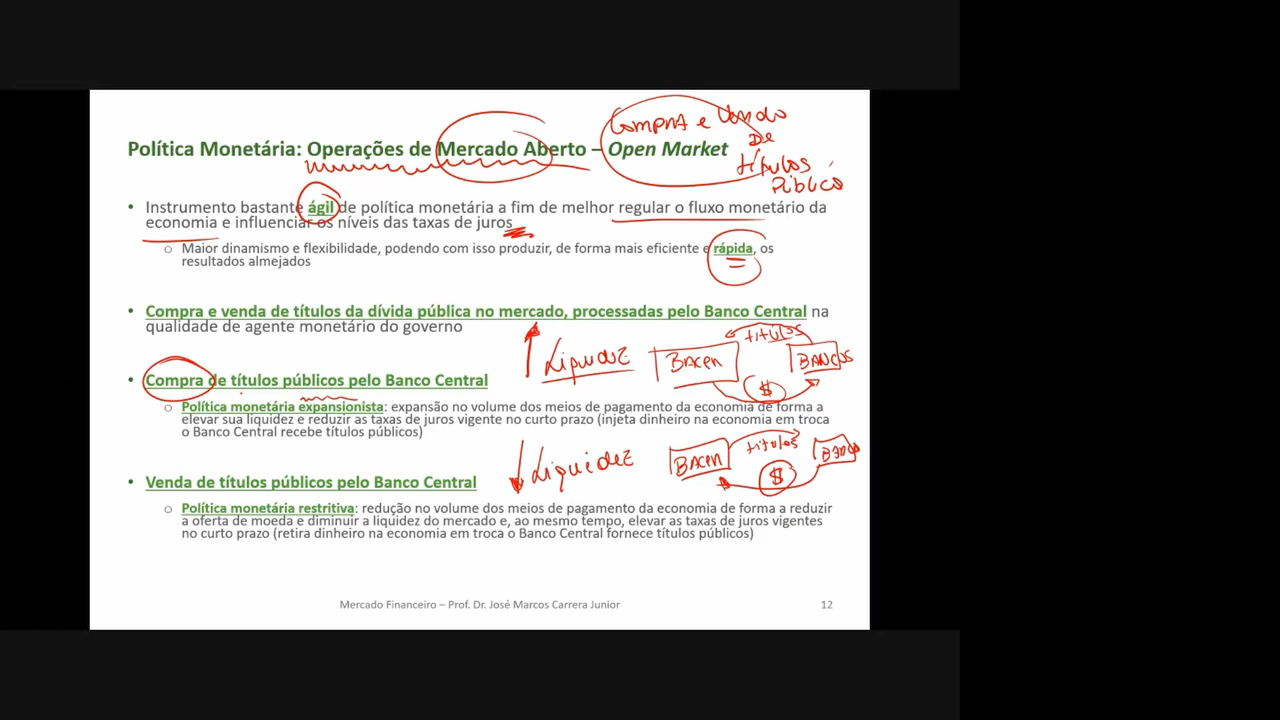 Compra e Venda
De
títulos
Público
Política Monetária: Operações de Mercado Aberto – Open Market
• Instrumento bastante ágil de política monetária a fim de melhor regular o fluxo monetário da
economia e influenciar os níveis das taxas de juros
o Maior dinamismo e flexibilidade, podendo com isso produzir, de forma mais eficiente e rápida, os
resultados almejados
• Compra e venda de títulos da dívida pública no mercado, processadas pelo Banco Central na
qualidade de agente monetário do governo
títulos
Liquidez
BACEN
BANCOS
$
• Compra de títulos públicos pelo Banco Central
o Política monetária expansionista: expansão no volume dos meios de pagamento da economia de forma a
elevar sua liquidez e reduzir as taxas de juros vigente no curto prazo (injeta dinheiro na economia em troca
o Banco Central recebe títulos públicos)
títulos
Liquidez
BACEN
BANCO
$
• Venda de títulos públicos pelo Banco Central
o Política monetária restritiva: redução no volume dos meios de pagamento da economia de forma a reduzir
a oferta de moeda e diminuir a liquidez do mercado e, ao mesmo tempo, elevar as taxas de juros vigentes
no curto prazo (retira dinheiro na economia em troca o Banco Central fornece títulos públicos)
Mercado Financeiro – Prof. Dr. José Marcos Carrera Junior
12